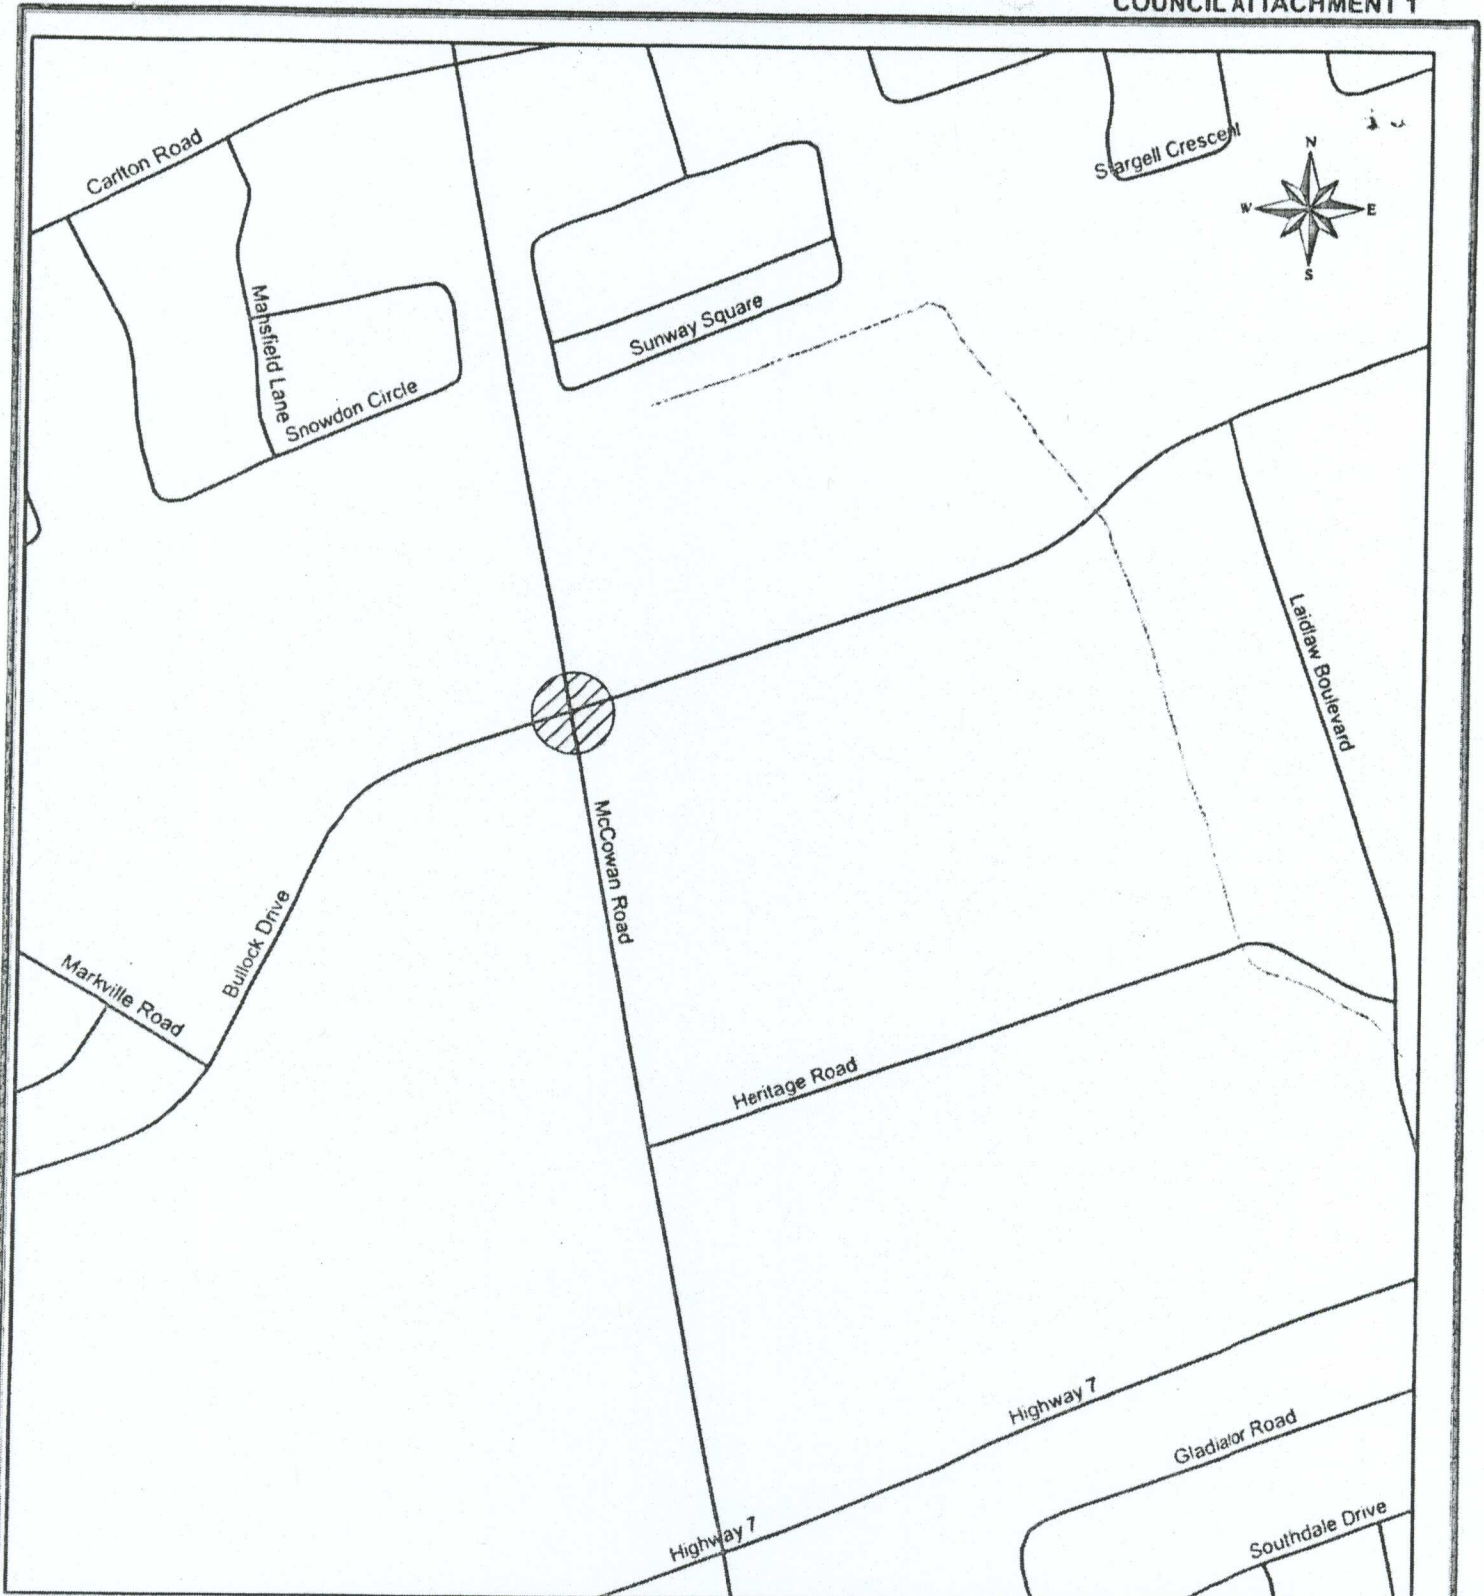 COUNCIL ATTACHMENT 1
Carlton Road
Stargell Crescent
N
W
E
S
Mansfield Lane
Sunway Square
Snowdon Circle
Laidlaw Boulevard
McCowan Road
Bullock Drive
Markville Road
Heritage Road
Highway 7
Gladiator Road
Highway 7
Southdale Drive